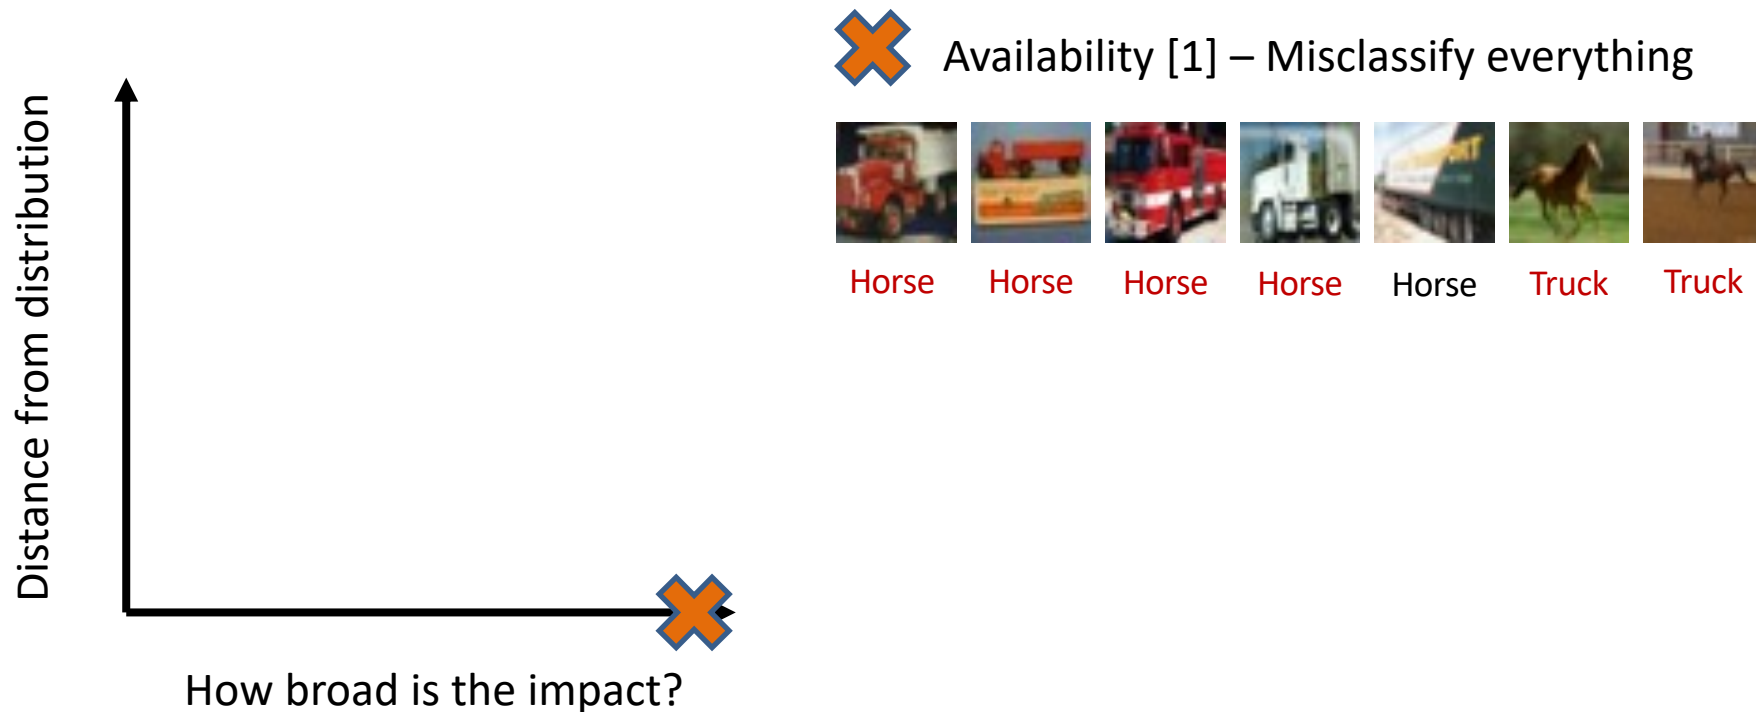 Availability [1] – Misclassify everything
Horse Horse Horse Horse Horse Truck Truck
Distance from distribution
How broad is the impact?